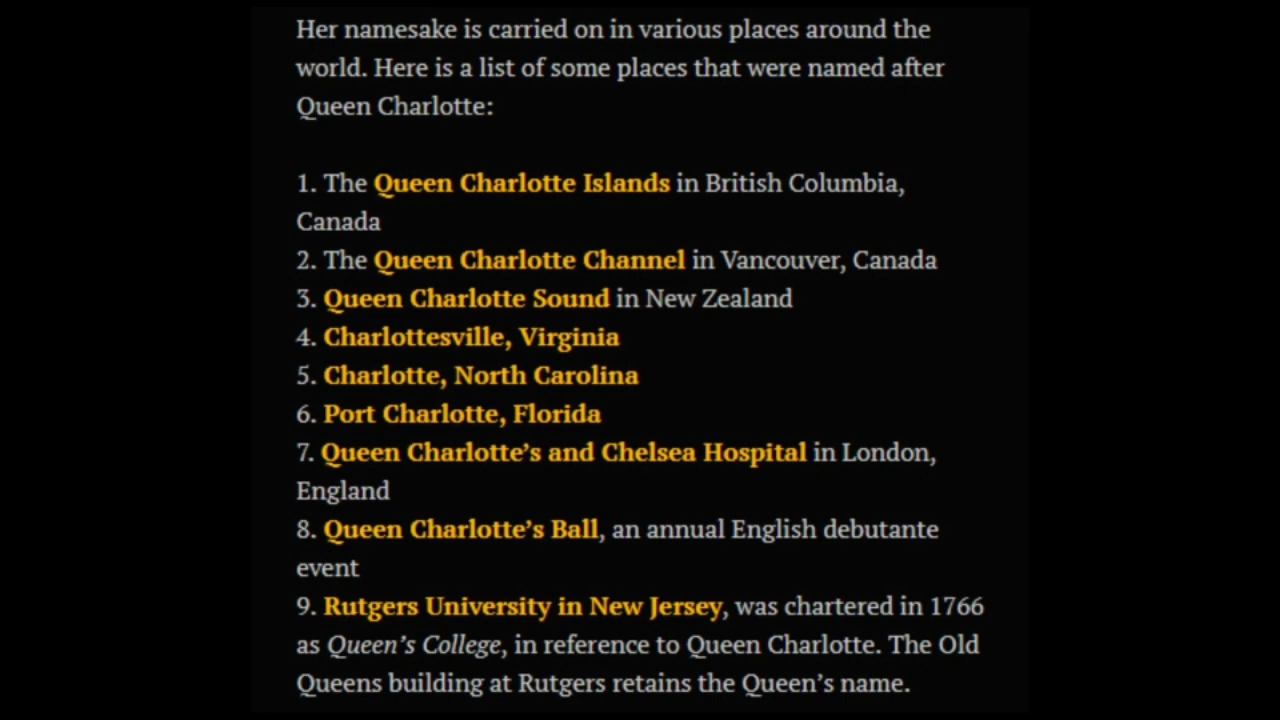 Her namesake is carried on in various places around the
world. Here is a list of some places that were named after
Queen Charlotte:
1. The Queen Charlotte Islands in British Columbia,
Canada
2. The Queen Charlotte Channel in Vancouver, Canada
3. Queen Charlotte Sound in New Zealand
4. Charlottesville, Virginia
5. Charlotte, North Carolina
6. Port Charlotte, Florida
7. Queen Charlotte’s and Chelsea Hospital in London,
England
8. Queen Charlotte’s Ball, an annual English debutante
event
9. Rutgers University in New Jersey, was chartered in 1766
as Queen’s College, in reference to Queen Charlotte. The Old
Queens building at Rutgers retains the Queen’s name.